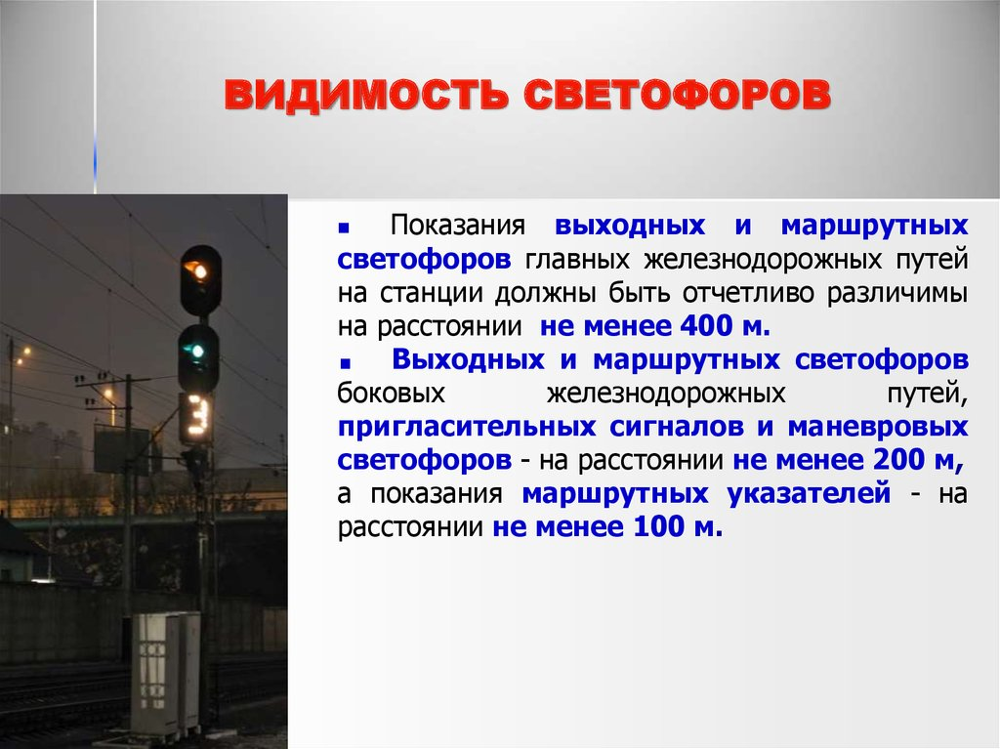 ВИДИМОСТЬ СВЕТОФОРОВ
3
▪ Показания выходных и маршрутных
светофоров главных железнодорожных путей
на станции должны быть отчетливо различимы
на расстоянии не менее 400 м.
▪ Выходных и маршрутных светофоров
боковых железнодорожных путей,
пригласительных сигналов и маневровых
светофоров - на расстоянии не менее 200 м,
а показания маршрутных указателей - на
расстоянии не менее 100 м.